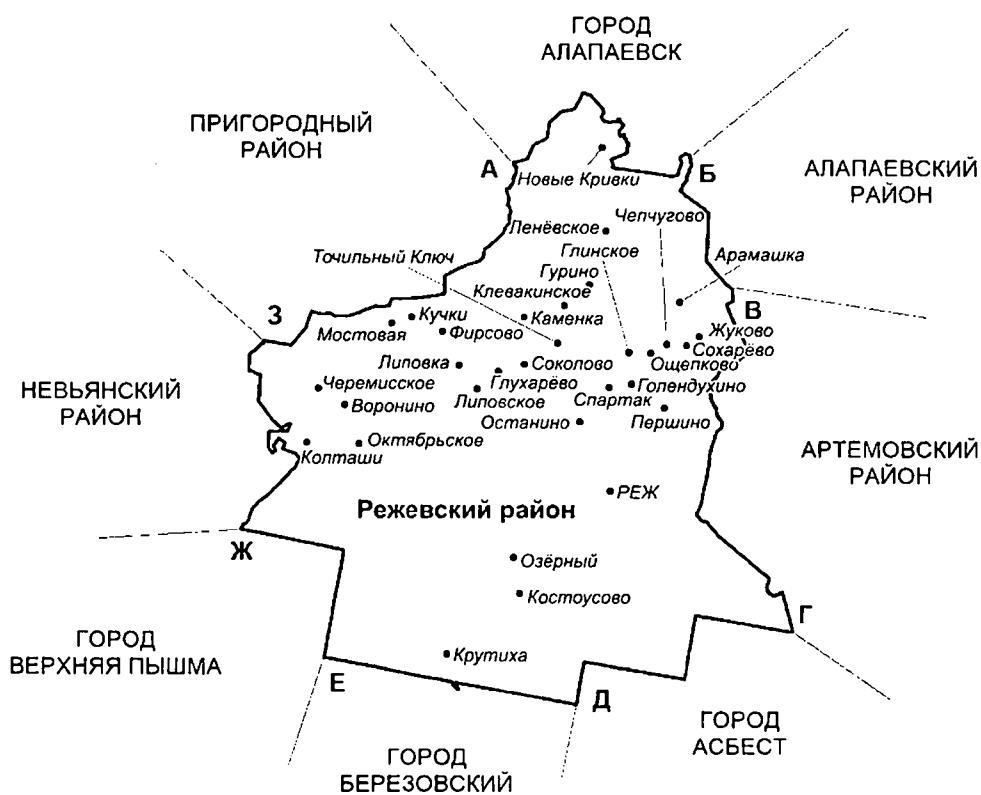 ГОРОД
АЛАПАЕВСК
ПРИГОРОДНЫЙ
РАЙОН
А
Б
Новые Кривки
АЛАПАЕВСКИЙ
РАЙОН
Чепчугово
Ленёвское
Глинское
Точильный Ключ
Арамашка
Гурино
Клевакинское
З
В
Кучки
Каменка
Мостовая
Фирсово
Жуково
Сохарёво
Ощепково
Липовка
Соколово
НЕВЬЯНСКИЙ
РАЙОН
Черемисское
Глухарёво
Голендухино
Воронино
Липовское
Спартак
Останино
Першино
Октябрьское
Колташи
АРТЕМОВСКИЙ
РАЙОН
РЕЖ
Режевский район
Ж
Озёрный
Костоусово
Г
ГОРОД
ВЕРХНЯЯ ПЫШМА
Крутиха
Е
Д
ГОРОД
АСБЕСТ
ГОРОД
БЕРЕЗОВСКИЙ